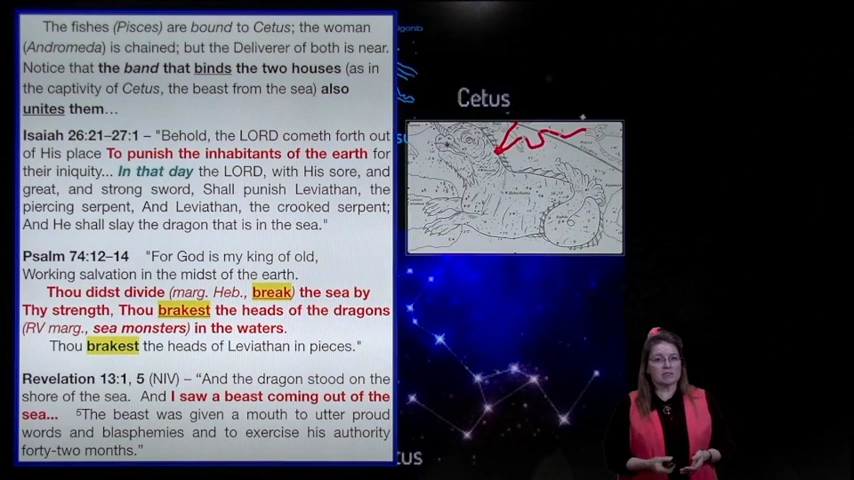 The fishes (Pisces) are bound to Cetus; the woman
(Andromeda) is chained; but the Deliverer of both is near.
Notice that the band that binds the two houses (as in
the captivity of Cetus, the beast from the sea) also
unites them…
Isaiah 26:21–27:1 – "Behold, the LORD cometh forth out
of His place To punish the inhabitants of the earth for
their iniquity... In that day the LORD, with His sore, and
great, and strong sword, Shall punish Leviathan, the
piercing serpent, And Leviathan, the crooked serpent;
And He shall slay the dragon that is in the sea."
Psalm 74:12–14 "For God is my king of old,
Working salvation in the midst of the earth.
Thou didst divide (marg. Heb., break) the sea by
Thy strength, Thou brakest the heads of the dragons
(RV marg., sea monsters) in the waters.
Thou brakest the heads of Leviathan in pieces."
Revelation 13:1, 5 (NIV) – “And the dragon stood on the
shore of the sea. And I saw a beast coming out of the
sea... ⁵The beast was given a mouth to utter proud
words and blasphemies and to exercise his authority
forty-two months.”
Cetus